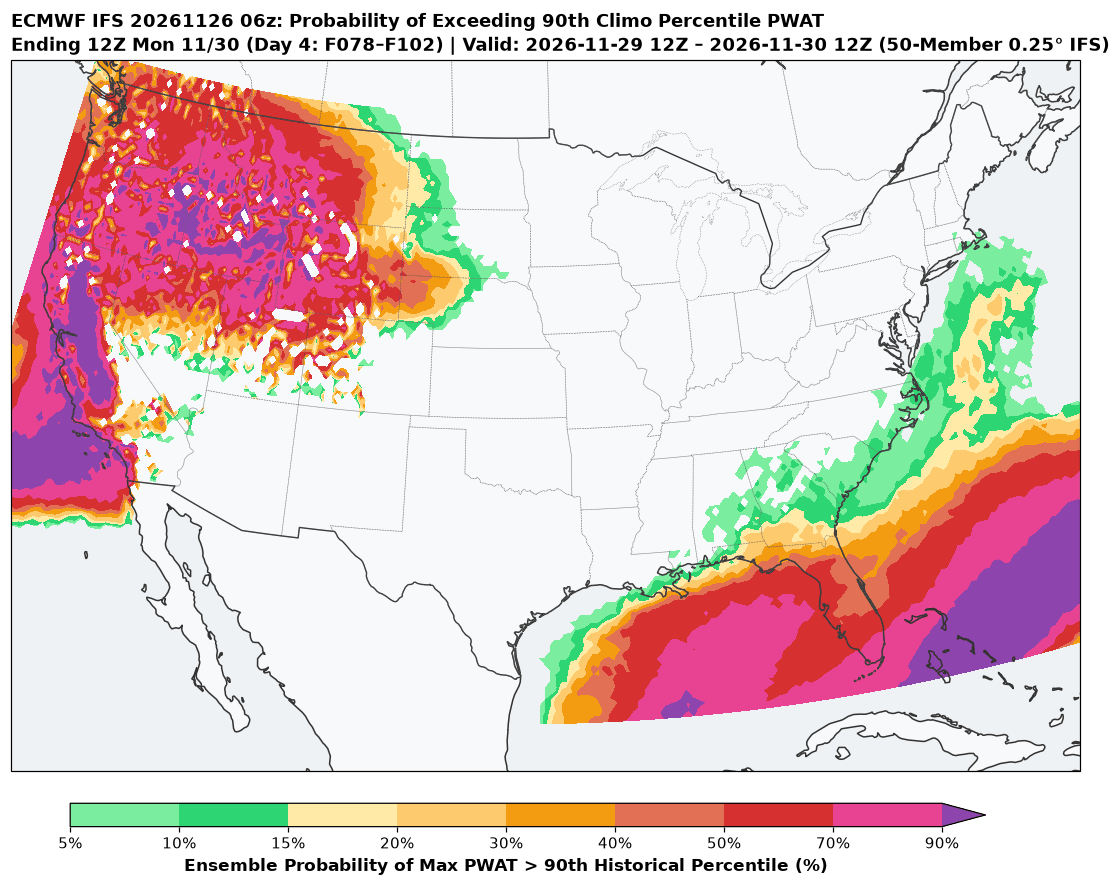 ECMWF IFS 20261126 06z: Probability of Exceeding 90th Climo Percentile PWAT
Ending 12Z Mon 11/30 (Day 4: F078–F102) | Valid: 2026-11-29 12Z – 2026-11-30 12Z (50-Member 0.25° IFS)
5% 10% 15% 20% 30% 40% 50% 70% 90%
Ensemble Probability of Max PWAT > 90th Historical Percentile (%)